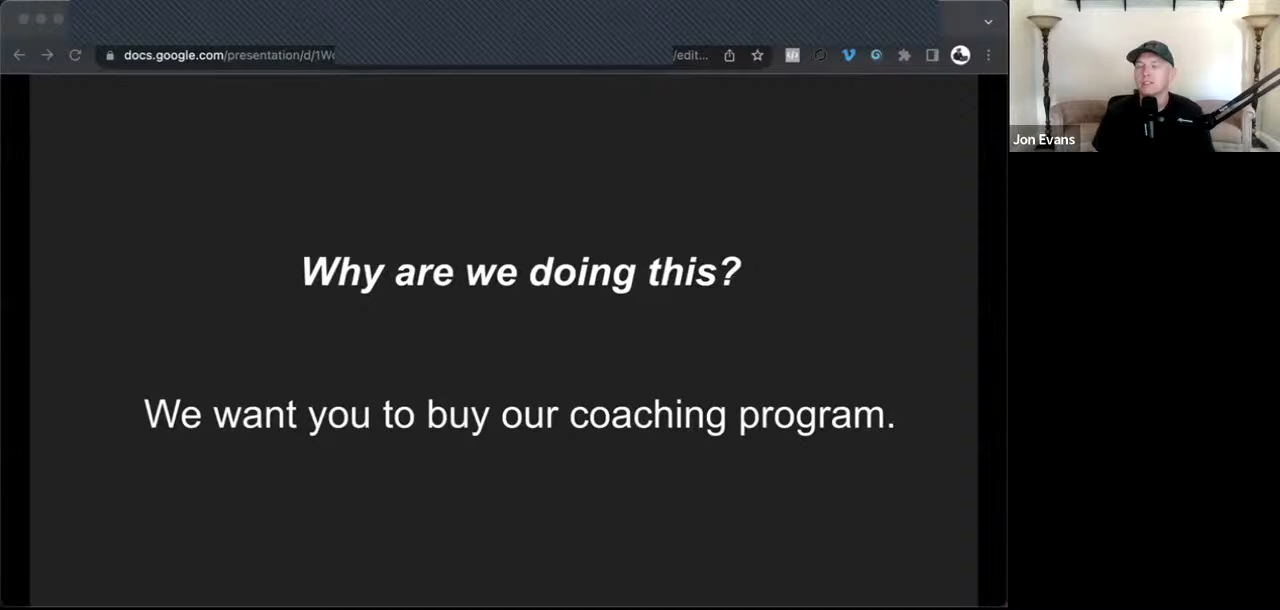 docs.google.com/presentation/d/1W
/edit...
Jon Evans
Why are we doing this?
We want you to buy our coaching program.